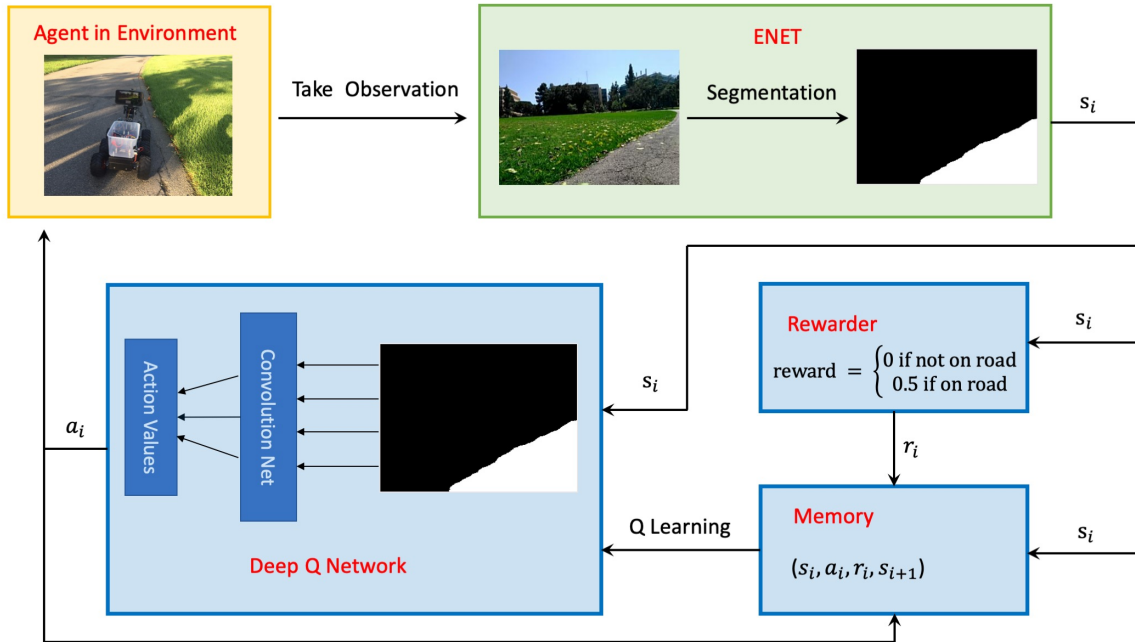 Agent in Environment
Take Observation
ENET
Segmentation
s_i
Action Values
Convolution Net
Deep Q Network
a_i
s_i
Rewarder
reward = { 0 if not on road
0.5 if on road
s_i
r_i
Q Learning
Memory
(s_i, a_i, r_i, s_{i+1})
s_i